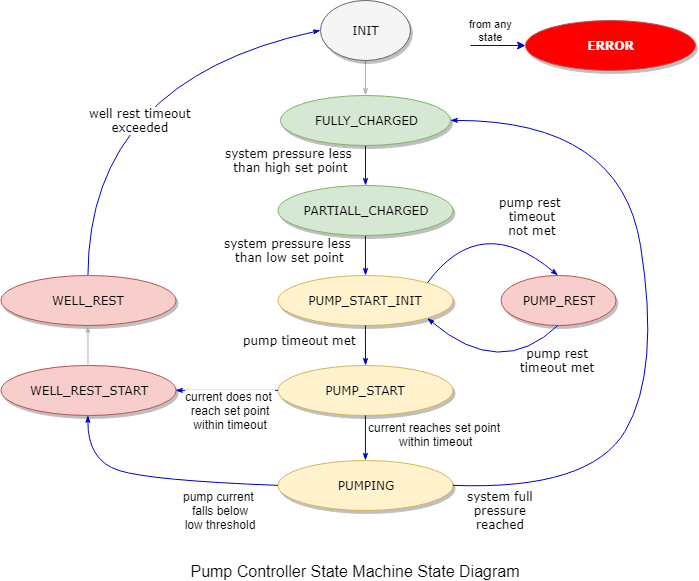 INIT
from any
state
ERROR
well rest timeout
exceeded
FULLY_CHARGED
system pressure less
than high set point
PARTIALL_CHARGED
pump rest
timeout
not met
system pressure less
than low set point
WELL_REST
PUMP_START_INIT
PUMP_REST
pump timeout met
pump rest
timeout met
WELL_REST_START
PUMP_START
current does not
reach set point
within timeout
current reaches set point
within timeout
PUMPING
pump current
falls below
low threshold
system full
pressure
reached
Pump Controller State Machine State Diagram